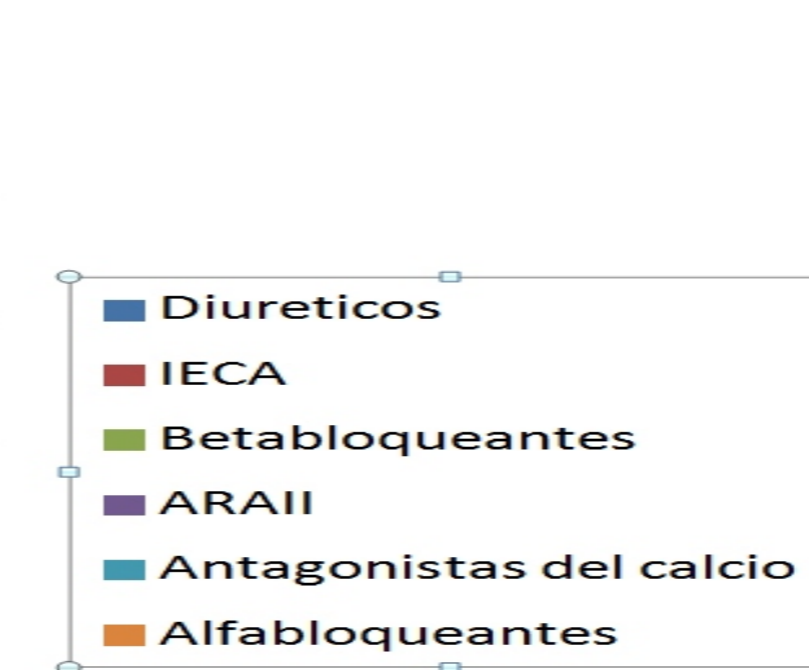 Diureticos
IECA
Betabloqueantes
ARAII
Antagonistas del calcio
Alfabloqueantes